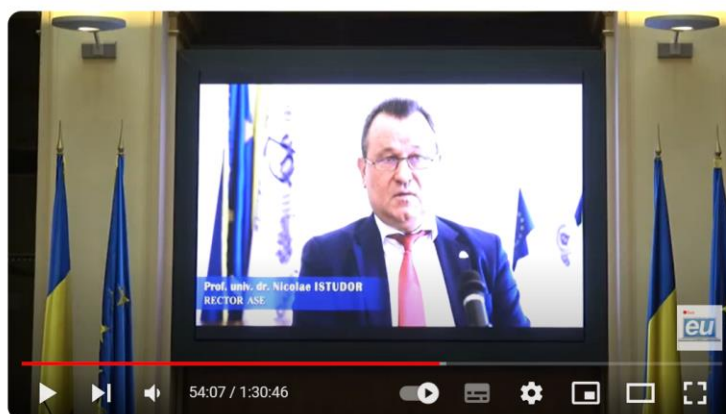 Prof. univ. dr. Nicolae ISTUDOR
RECTOR ASE
eu
54:07 / 1:30:46